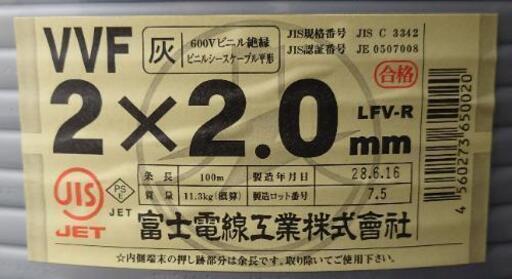 VVF
灰
600Vビニル絶縁
ビニルシースケーブル平形
JIS規格番号 JIS C 3342
JIS認証番号 JE0507008
合格
2×2.0mm
LFV-R
条長 100m 製造年月日 28.6.16
質量 11.3kg(概算) 製造ロット番号 7.5
JIS
JET
PS
E
JET
富士電線工業株式會社
☆内側端末の押し跡部分は余長です。切り除いてご使用下さい。
4560273650020